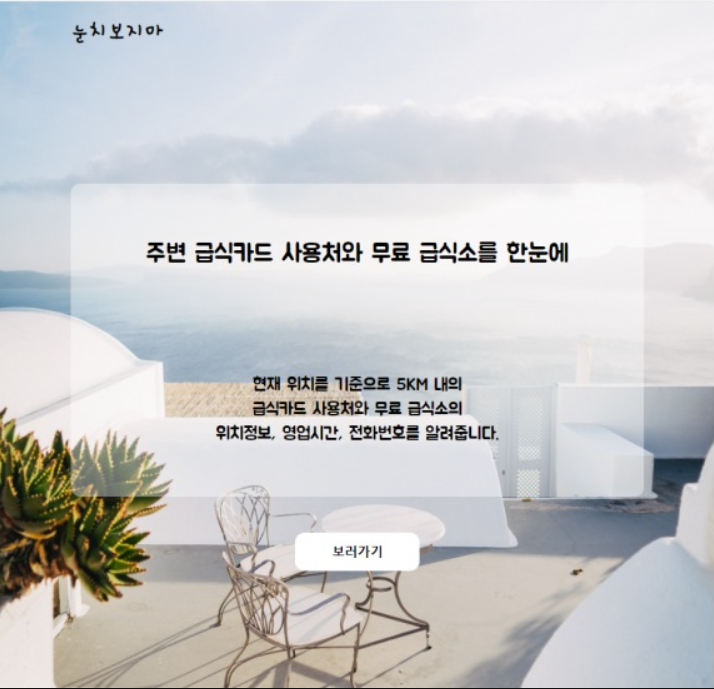 눈치보지마
주변 급식카드 사용처와 무료 급식소를 한눈에
현재 위치를 기준으로 5KM 내의
급식카드 사용처와 무료 급식소의
위치정보, 영업시간, 전화번호를 알려줍니다.
보러가기